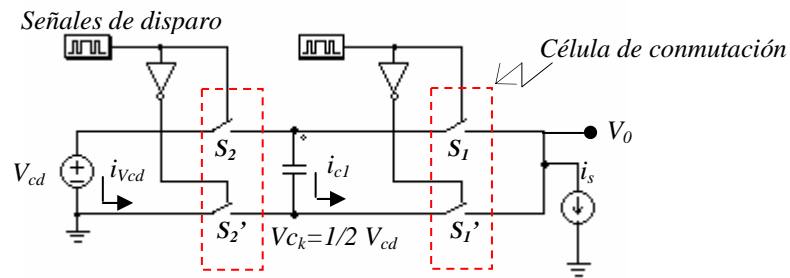 Señales de disparo
Célula de conmutación
S2
S1
V0
Vcd
iVcd
ic1
is
S2’
Vck=1/2 Vcd
S1’